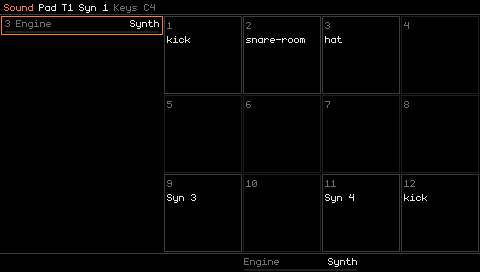 Sound Pad T1 Syn 1 Keys C4
3 Engine Synth
1 2 3 4
kick snare-room hat
5 6 7 8
9 10 11 12
Syn 3 Syn 4 kick
Engine Synth